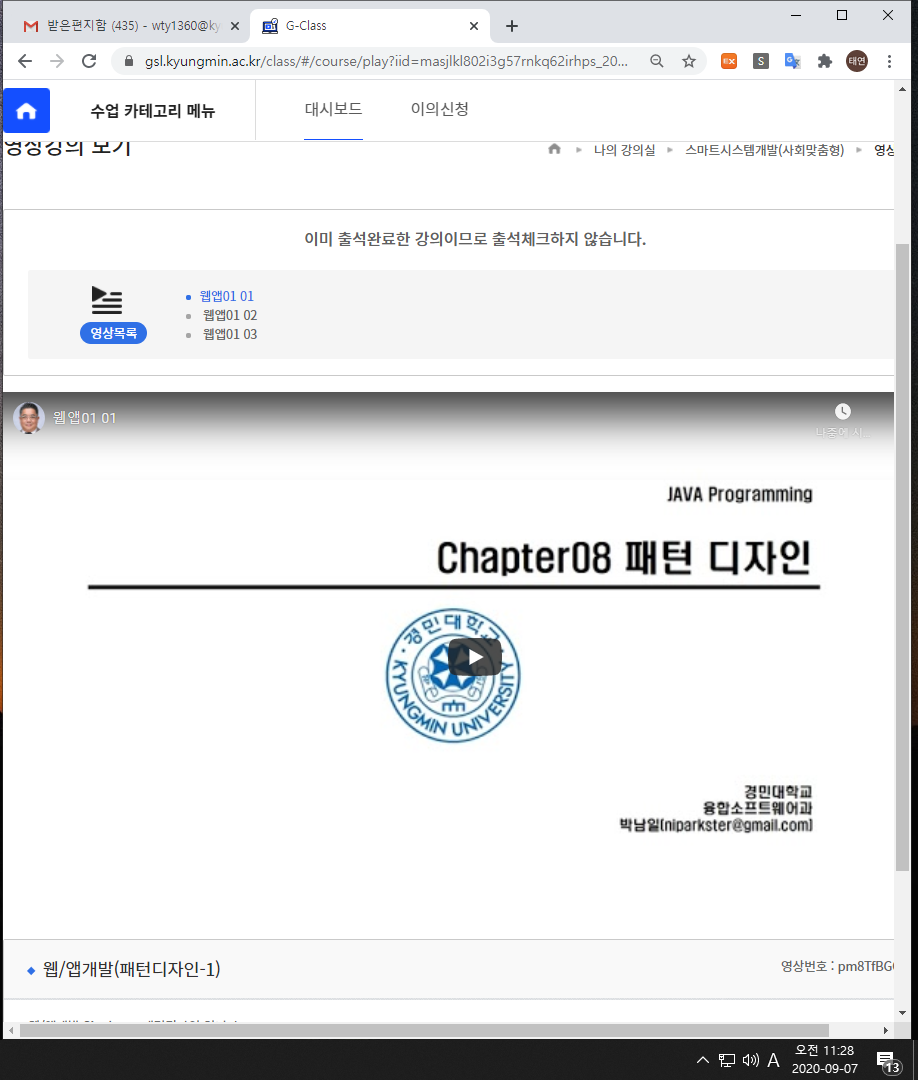 받은편지함 (435) - wty1360@ky
G-Class
gsl.kyungmin.ac.kr/class/#/course/play?iid=masjlkl802i3g57rnkq62irhps_20...
EX
S
태연
수업 카테고리 메뉴
대시보드
이의신청
영상강의 보기
나의 강의실
스마트시스템개발(사회맞춤형)
영상
이미 출석완료한 강의이므로 출석체크하지 않습니다.
영상목록
웹앱01 01
웹앱01 02
웹앱01 03
웹앱01 01
나중에 시...
JAVA Programming
Chapter08 패턴 디자인
경민대학교
KYUNGMIN UNIVERSITY
경민대학교
융합소프트웨어과
박남일(niparkster@gmail.com)
웹/앱개발(패턴디자인-1)
영상번호 : pm8TfBG
A
오전 11:28
2020-09-07
13